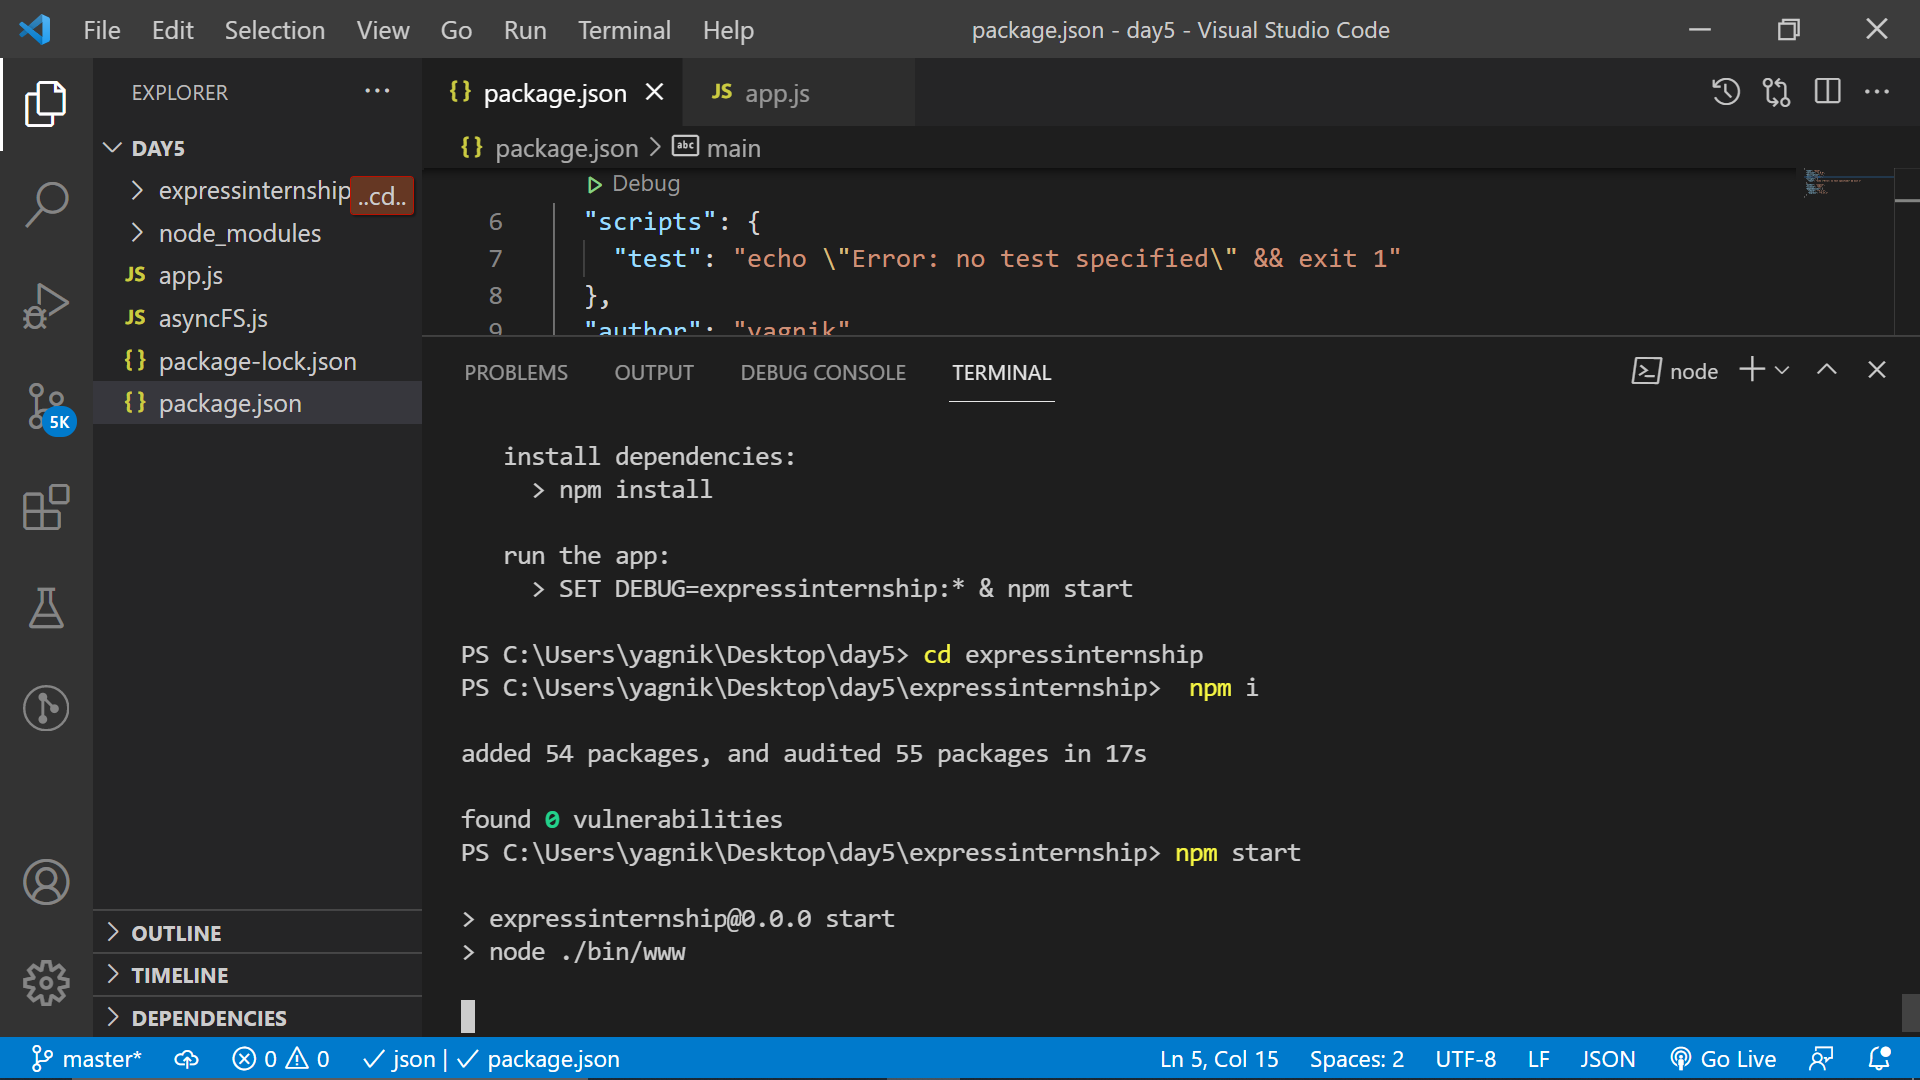 File Edit Selection View Go Run Terminal Help package.json - day5 - Visual Studio Code
EXPLORER
package.json
JS app.js
DAY5
package.json > abc main
expressinternship
..cd..
node_modules
JS app.js
JS asyncFS.js
package-lock.json
package.json
5K
Debug
6 "scripts": {
7 "test": "echo \"Error: no test specified\" && exit 1"
8 },
9 "author": "yagnik"
PROBLEMS OUTPUT DEBUG CONSOLE TERMINAL node
install dependencies:
> npm install
run the app:
> SET DEBUG=expressinternship:* & npm start
PS C:\Users\yagnik\Desktop\day5> cd expressinternship
PS C:\Users\yagnik\Desktop\day5\expressinternship>  npm i
added 54 packages, and audited 55 packages in 17s
found 0 vulnerabilities
PS C:\Users\yagnik\Desktop\day5\expressinternship> npm start
> expressinternship@0.0.0 start
> node ./bin/www
OUTLINE
TIMELINE
DEPENDENCIES
master* 0 0 json | package.json Ln 5, Col 15 Spaces: 2 UTF-8 LF JSON Go Live